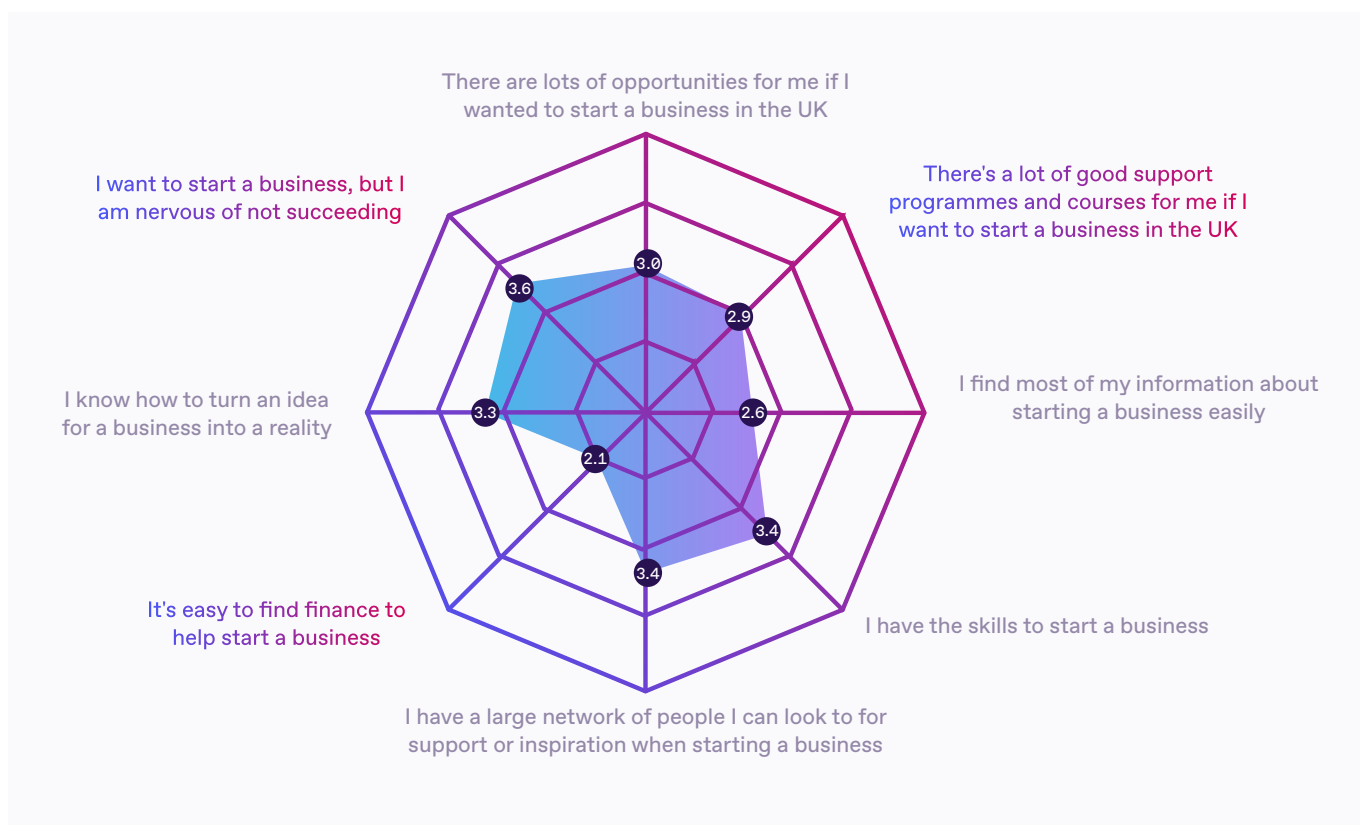 There are lots of opportunities for me if I
wanted to start a business in the UK
I want to start a business, but I
am nervous of not succeeding
There's a lot of good support
programmes and courses for me if I
want to start a business in the UK
3.0
3.6
2.9
I know how to turn an idea
for a business into a reality
3.3
2.6
I find most of my information about
starting a business easily
2.1
3.4
3.4
It's easy to find finance to
help start a business
I have the skills to start a business
I have a large network of people I can look to for
support or inspiration when starting a business